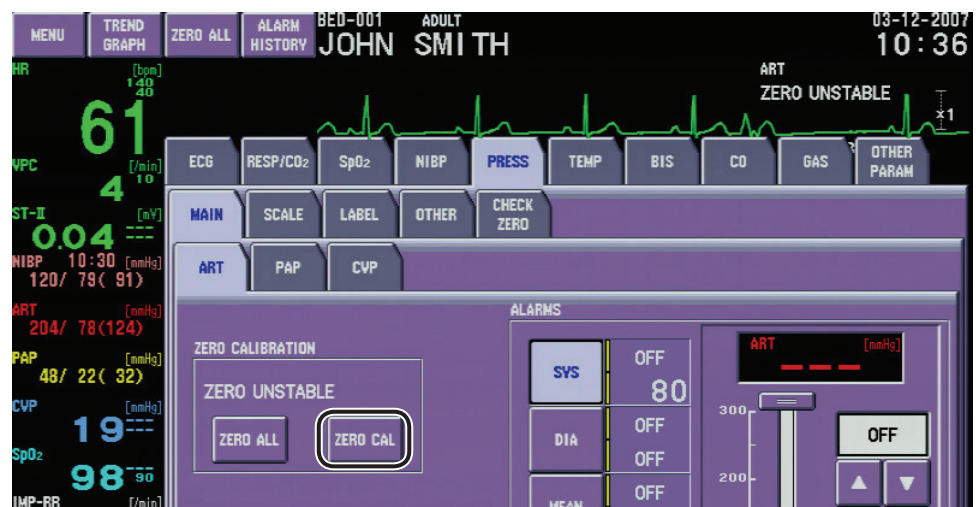 MENU TREND GRAPH ZERO ALL ALARM HISTORY BED-001 ADULT 03-12-2007
JOHN SMITH 10:36
HR [bpm]
140
40
61
ART
ZERO UNSTABLE
×1
VPC [/min]
10
4
ECG RESP/CO2 SpO2 NIBP PRESS TEMP BIS CO GAS OTHER PARAM
ST-II [mV]
0.04 ---
MAIN SCALE LABEL OTHER CHECK ZERO
NIBP 10:30 [mmHg]
120/ 79( 91)
ART PAP CVP
ART [mmHg]
204/ 78(124)
PAP [mmHg]
48/ 22( 32)
CVP [mmHg]
19 ---
SpO2
98 --- 90
IMP-RR [/min]
ZERO CALIBRATION
ZERO UNSTABLE
ZERO ALL ZERO CAL
ALARMS
SYS OFF
80
DIA OFF
OFF
MEAN OFF
ART [mmHg]
---
300
OFF
200